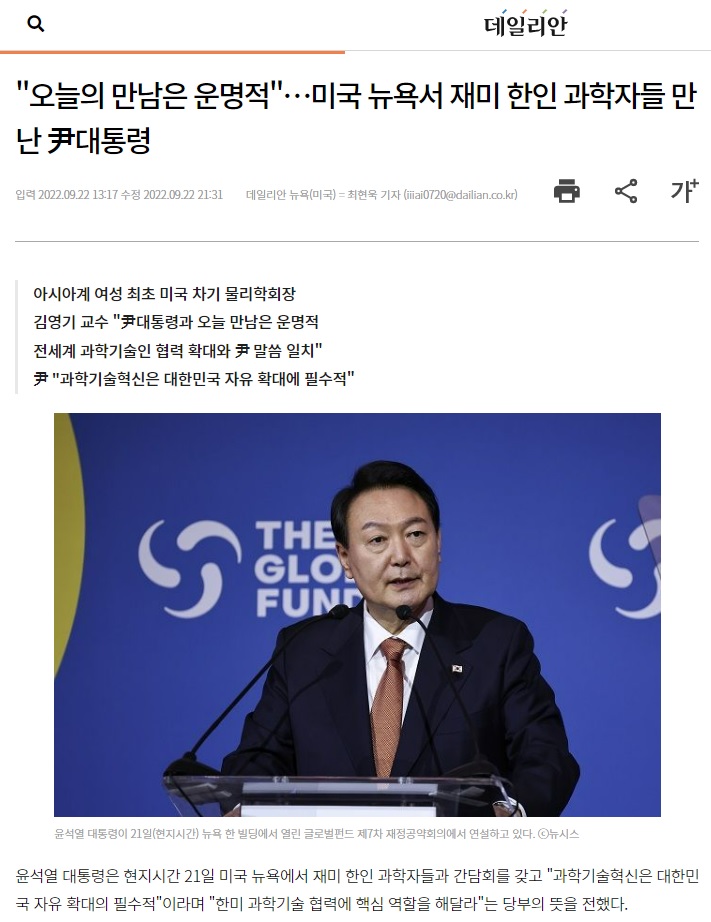 데일리안
"오늘의 만남은 운명적"…미국 뉴욕서 재미 한인 과학자들 만
난 尹대통령
입력 2022.09.22 13:17 수정 2022.09.22 21:31 데일리안 뉴욕(미국) = 최현욱 기자 (iiiai0720@dailian.co.kr)
가+
아시아계 여성 최초 미국 차기 물리학회장
김영기 교수 "尹대통령과 오늘 만남은 운명적
전세계 과학기술인 협력 확대와 尹 말씀 일치"
尹 "과학기술혁신은 대한민국 자유 확대에 필수적"
THE
GLO
FUND
윤석열 대통령이 21일(현지시간) 뉴욕 한 빌딩에서 열린 글로벌펀드 제7차 재정공약회의에서 연설하고 있다. ⓒ뉴시스
윤석열 대통령은 현지시간 21일 미국 뉴욕에서 재미 한인 과학자들과 간담회를 갖고 "과학기술혁신은 대한민
국 자유 확대의 필수적"이라며 "한미 과학기술 협력에 핵심 역할을 해달라"는 당부의 뜻을 전했다.